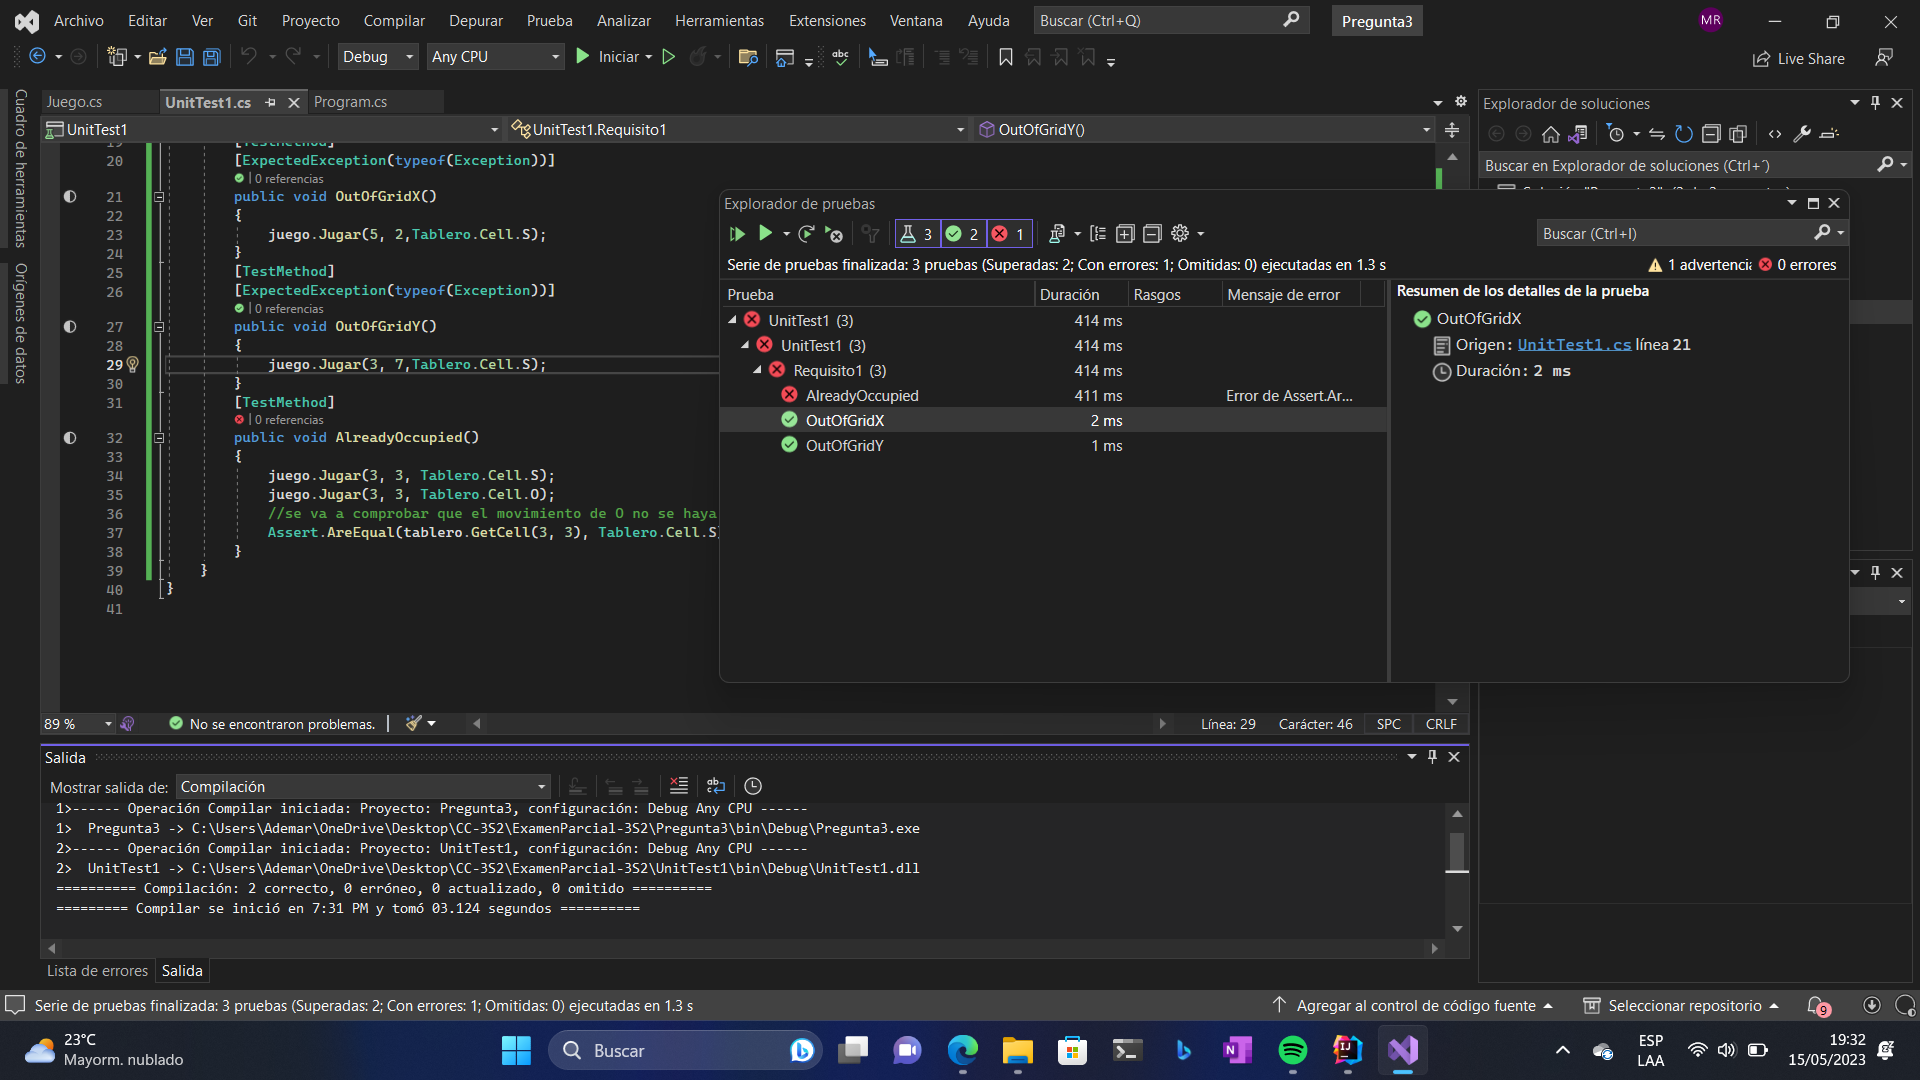 Archivo Editar Ver Git Proyecto Compilar Depurar Prueba Analizar Herramientas Extensiones Ventana Ayuda Buscar (Ctrl+Q) Pregunta3 MR
Debug Any CPU Iniciar Live Share
Cuadro de herramientas
Orígenes de datos
Juego.cs UnitTest1.cs Program.cs
UnitTest1 UnitTest1.Requisito1 OutOfGridY()
19 [TestMethod]
20 [ExpectedException(typeof(Exception))]
| 0 referencias
21 public void OutOfGridX()
22 {
23 juego.Jugar(5, 2,Tablero.Cell.S);
24 }
25 [TestMethod]
26 [ExpectedException(typeof(Exception))]
| 0 referencias
27 public void OutOfGridY()
28 {
29 juego.Jugar(3, 7,Tablero.Cell.S);
30 }
31 [TestMethod]
| 0 referencias
32 public void AlreadyOccupied()
33 {
34 juego.Jugar(3, 3, Tablero.Cell.S);
35 juego.Jugar(3, 3, Tablero.Cell.O);
36 //se va a comprobar que el movimiento de O no se haya
37 Assert.AreEqual(tablero.GetCell(3, 3), Tablero.Cell.S
38 }
39 }
40 }
41
89 % No se encontraron problemas. Línea: 29 Carácter: 46 SPC CRLF
Explorador de pruebas
3 2 1 Buscar (Ctrl+I)
Serie de pruebas finalizada: 3 pruebas (Superadas: 2; Con errores: 1; Omitidas: 0) ejecutadas en 1.3 s 1 advertenci 0 errores
Prueba Duración Rasgos Mensaje de error
UnitTest1 (3) 414 ms
UnitTest1 (3) 414 ms
Requisito1 (3) 414 ms
AlreadyOccupied 411 ms Error de Assert.Ar...
OutOfGridX 2 ms
OutOfGridY 1 ms
Resumen de los detalles de la prueba
OutOfGridX
Origen: UnitTest1.cs línea 21
Duración: 2 ms
Explorador de soluciones
Buscar en Explorador de soluciones (Ctrl+´)
Salida
Mostrar salida de: Compilación
1>------ Operación Compilar iniciada: Proyecto: Pregunta3, configuración: Debug Any CPU ------
1> Pregunta3 -> C:\Users\Ademar\OneDrive\Desktop\CC-3S2\ExamenParcial-3S2\Pregunta3\bin\Debug\Pregunta3.exe
2>------ Operación Compilar iniciada: Proyecto: UnitTest1, configuración: Debug Any CPU ------
2> UnitTest1 -> C:\Users\Ademar\OneDrive\Desktop\CC-3S2\ExamenParcial-3S2\UnitTest1\bin\Debug\UnitTest1.dll
========== Compilación: 2 correcto, 0 erróneo, 0 actualizado, 0 omitido ==========
========= Compilar se inició en 7:31 PM y tomó 03.124 segundos ==========
Lista de errores Salida
Serie de pruebas finalizada: 3 pruebas (Superadas: 2; Con errores: 1; Omitidas: 0) ejecutadas en 1.3 s Agregar al control de código fuente Seleccionar repositorio 9
23°C
Mayorm. nublado
Buscar
ESP
LAA
19:32
15/05/2023